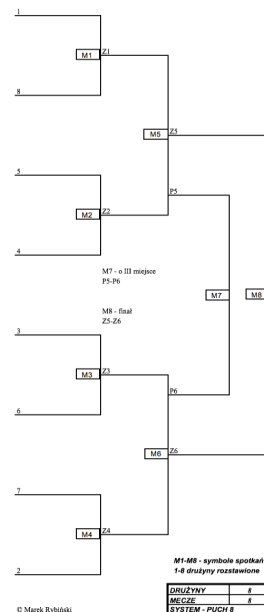 1
M1 Z1
8
M5 Z5
5
M2 Z2 P5
4
M7 - o III miejsce
P5-P6
M7 M8
M8 - finał
Z5-Z6
3
M3 Z3
P6
6
M6 Z6
7
M4 Z4
M1-M8 - symbole spotkań
1-8 drużyny rozstawione
2
DRUŻYNY 8
MECZE 8
SYSTEM - PUCH 8
© Marek Rybiński